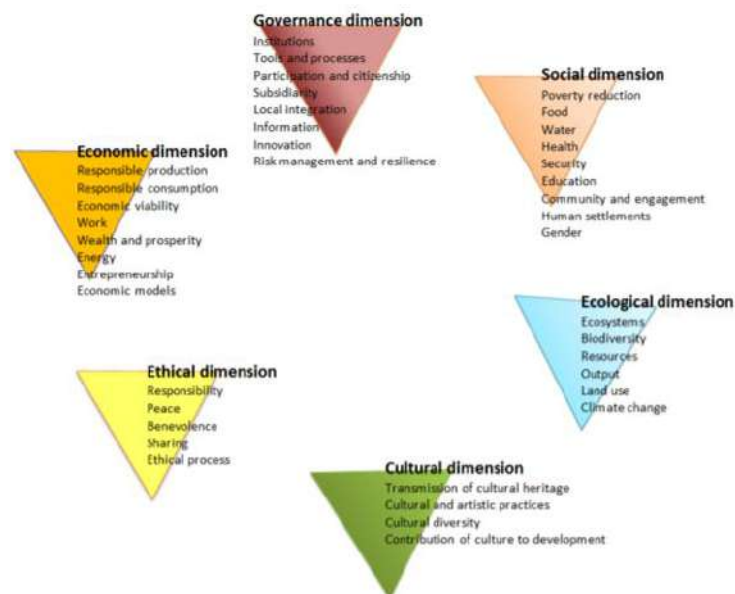 Governance dimension
Institutions
Tools and processes
Participation and citizenship
Subsidiarity
Local integration
Information
Innovation
Risk management and resilience
Social dimension
Poverty reduction
Food
Water
Health
Security
Education
Community and engagement
Human settlements
Gender
Economic dimension
Responsible production
Responsible consumption
Economic viability
Work
Wealth and prosperity
Energy
Entrepreneurship
Economic models
Ecological dimension
Ecosystems
Biodiversity
Resources
Output
Land use
Climate change
Ethical dimension
Responsibility
Peace
Benevolence
Sharing
Ethical process
Cultural dimension
Transmission of cultural heritage
Cultural and artistic practices
Cultural diversity
Contribution of culture to development